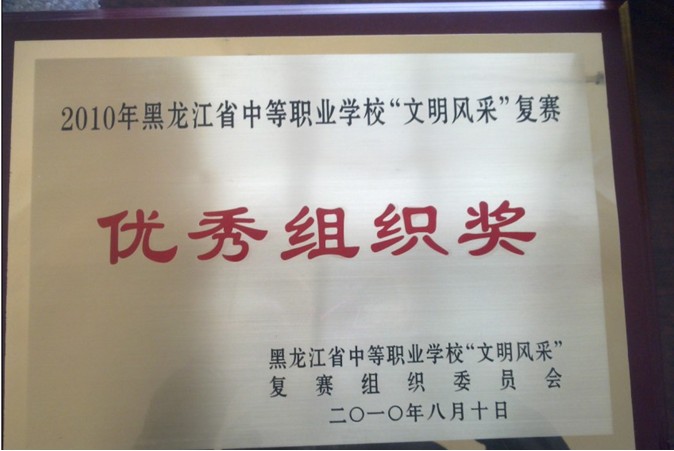 2010年黑龙江省中等职业学校“文明风采”复赛
优秀组织奖
黑龙江省中等职业学校“文明风采”
复赛组织委员会
二〇一〇年八月十日